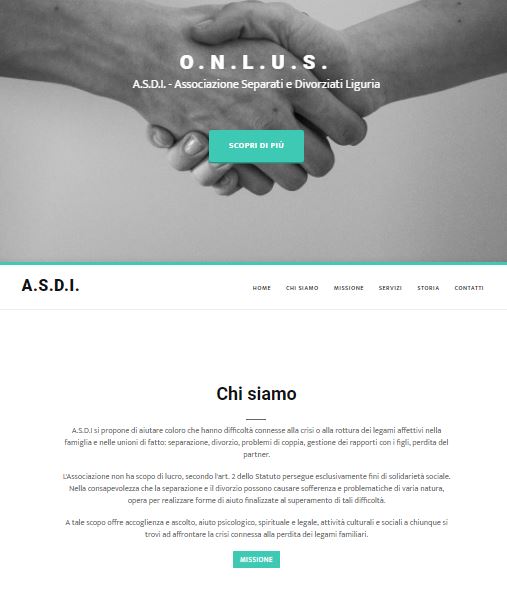 O.N.L.U.S.
A.S.D.I. - Associazione Separati e Divorziati Liguria
SCOPRI DI PIÙ
A.S.D.I.
HOME CHI SIAMO MISSIONE SERVIZI STORIA CONTATTI
Chi siamo
A.S.D.I si propone di aiutare coloro che hanno difficoltà connesse alla crisi o alla rottura dei legami affettivi nella
famiglia e nelle unioni di fatto: separazione, divorzio, problemi di coppia, gestione dei rapporti con i figli, perdita del
partner.
L'Associazione non ha scopo di lucro, secondo l'art. 2 dello Statuto persegue esclusivamente fini di solidarietà sociale.
Nella consapevolezza che la separazione e il divorzio possono causare sofferenza e problematiche di varia natura,
opera per realizzare forme di aiuto finalizzate al superamento di tali difficoltà.
A tale scopo offre accoglienza e ascolto, aiuto psicologico, spirituale e legale, attività culturali e sociali a chiunque si
trovi ad affrontare la crisi connessa alla perdita dei legami familiari.
MISSIONE